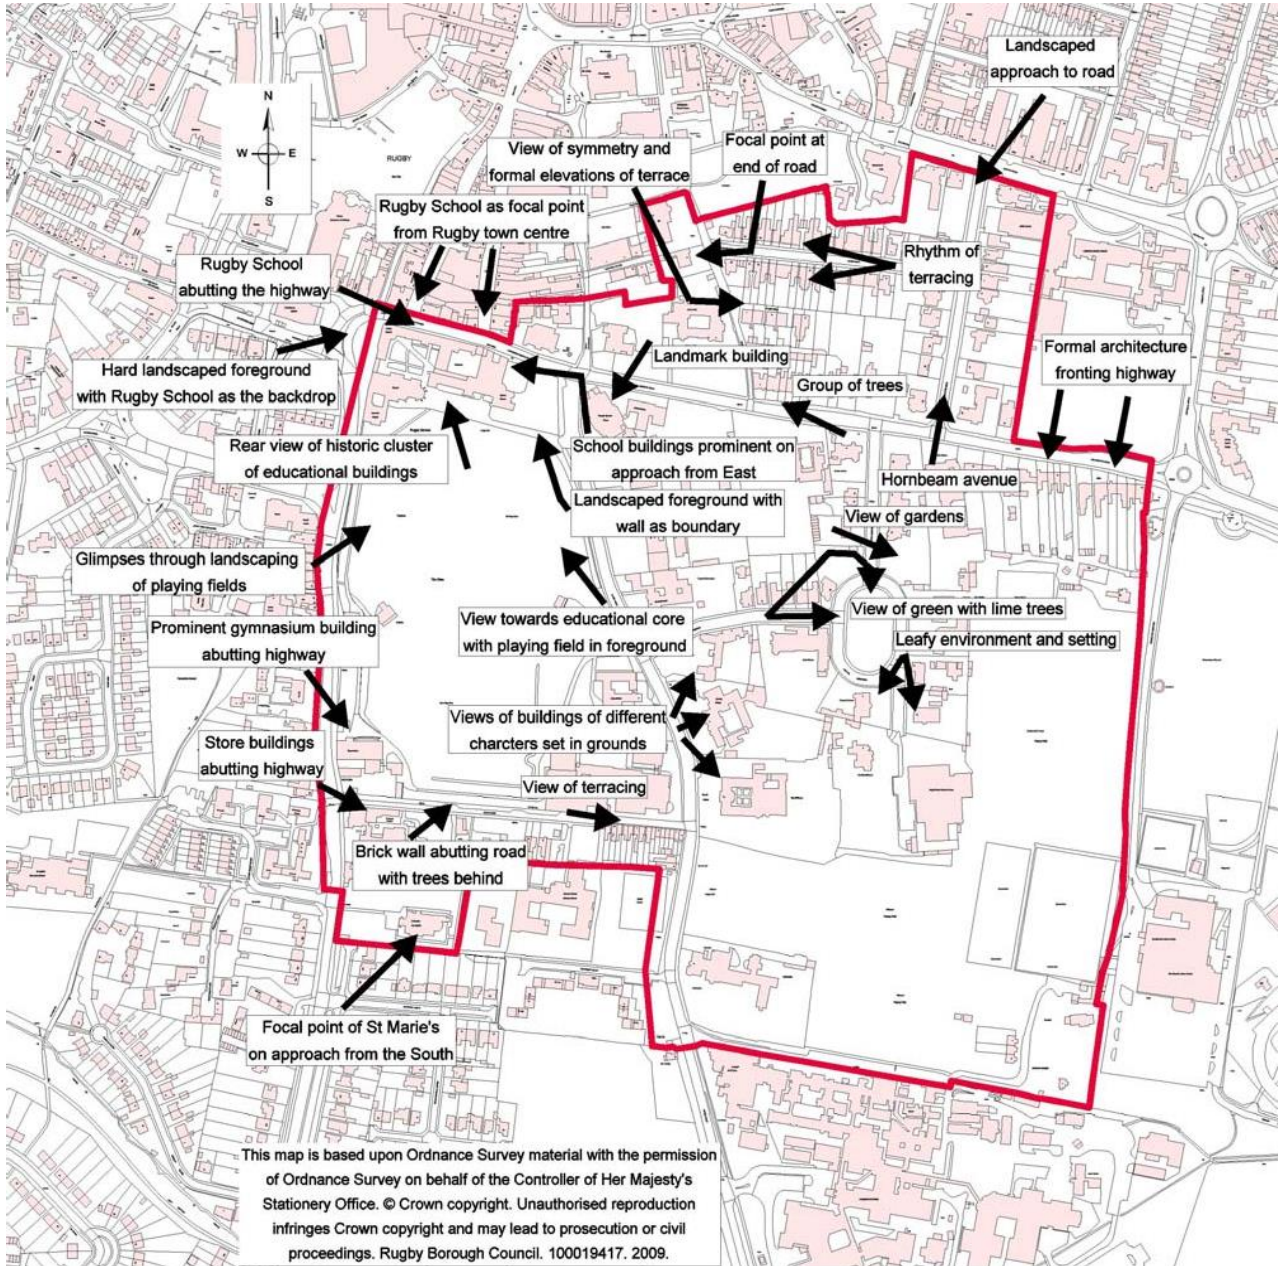 Landscaped
approach to road
N
W E
S
RUGBY
View of symmetry and
formal elevations of terrace
Focal point at
end of road
Rugby School as focal point
from Rugby town centre
Rhythm of
terracing
Rugby School
abutting the highway
Landmark building
Formal architecture
fronting highway
Hard landscaped foreground
with Rugby School as the backdrop
Group of trees
Rear view of historic cluster
of educational buildings
School buildings prominent on
approach from East
Hornbeam avenue
Landscaped foreground with
wall as boundary
View of gardens
Glimpses through landscaping
of playing fields
View of green with lime trees
Prominent gymnasium building
abutting highway
View towards educational core
with playing field in foreground
Leafy environment and setting
Views of buildings of different
charcters set in grounds
Store buildings
abutting highway
View of terracing
Brick wall abutting road
with trees behind
Focal point of St Marie's
on approach from the South
This map is based upon Ordnance Survey material with the permission
of Ordnance Survey on behalf of the Controller of Her Majesty's
Stationery Office. © Crown copyright. Unauthorised reproduction
infringes Crown copyright and may lead to prosecution or civil
proceedings. Rugby Borough Council. 100019417. 2009.